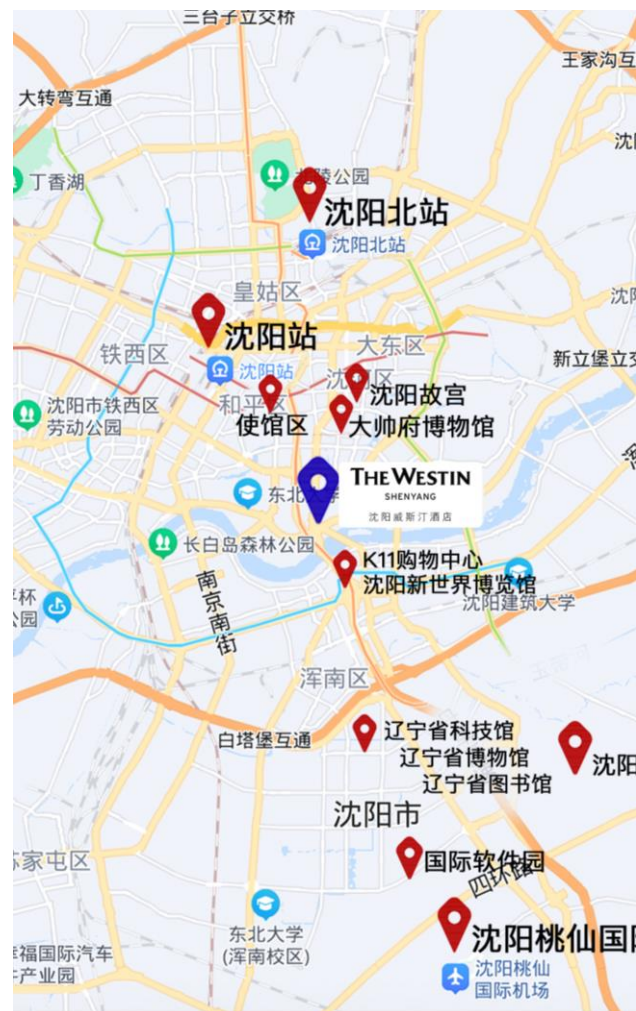 三台子立交桥
王家沟互
大转弯互通
沈
丁香湖
北陵公园
沈阳北站
沈阳北站
皇姑区
沈
沈阳站
大东区
铁西区
新立堡立交
沈阳站
沈河区
沈阳故宫
沈阳市铁西区
劳动公园
和平区
使馆区
大帅府博物馆
THE WESTIN
SHENYANG
沈阳威斯汀酒店
东北大学
长白岛森林公园
K11购物中心
沈阳新世界博览馆
南京南街
杯
公园
沈阳建筑大学
浑南区
白塔堡互通
辽宁省科技馆
辽宁省博物馆
辽宁省图书馆
沈阳
沈阳市
国际软件园
四环路
苏家屯区
东北大学
(浑南校区)
沈阳桃仙国
幸福国际汽车
产业园
沈阳桃仙
国际机场